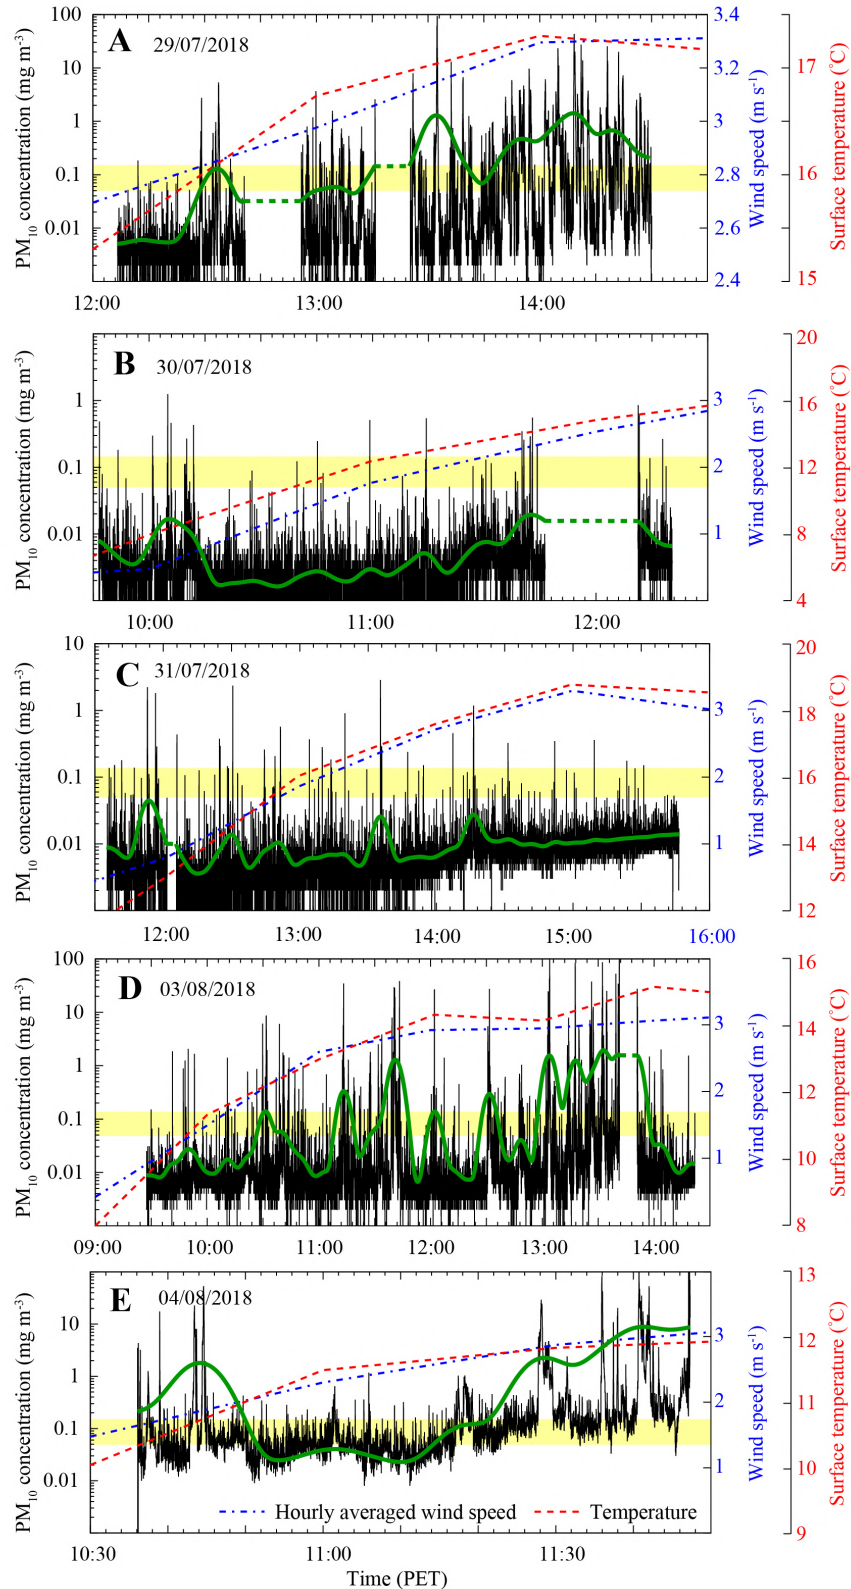 A 29/07/2018
PM10 concentration (mg m-3)
100
10
1
0.1
0.01
3.4
3.2
3
2.8
2.6
2.4
Wind speed (m s-1)
17
16
15
Surface temperature (°C)
12:00 13:00 14:00
B 30/07/2018
PM10 concentration (mg m-3)
1
0.1
0.01
3
2
1
Wind speed (m s-1)
20
16
12
8
4
Surface temperature (°C)
10:00 11:00 12:00
C 31/07/2018
PM10 concentration (mg m-3)
10
1
0.1
0.01
3
2
1
Wind speed (m s-1)
20
18
16
14
12
Surface temperature (°C)
12:00 13:00 14:00 15:00 16:00
D 03/08/2018
PM10 concentration (mg m-3)
100
10
1
0.1
0.01
3
2
1
Wind speed (m s-1)
16
14
12
10
8
Surface temperature (°C)
09:00 10:00 11:00 12:00 13:00 14:00
E 04/08/2018
PM10 concentration (mg m-3)
10
1
0.1
0.01
3
2
1
Wind speed (m s-1)
13
12
11
10
9
Surface temperature (°C)
Hourly averaged wind speed Temperature
10:30 11:00 11:30
Time (PET)